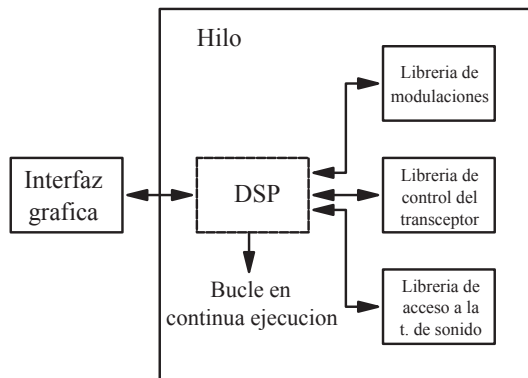 Hilo
Libreria de
modulaciones
Interfaz
grafica
DSP
Libreria de
control del
transceptor
Bucle en
continua ejecucion
Libreria de
acceso a la
t. de sonido